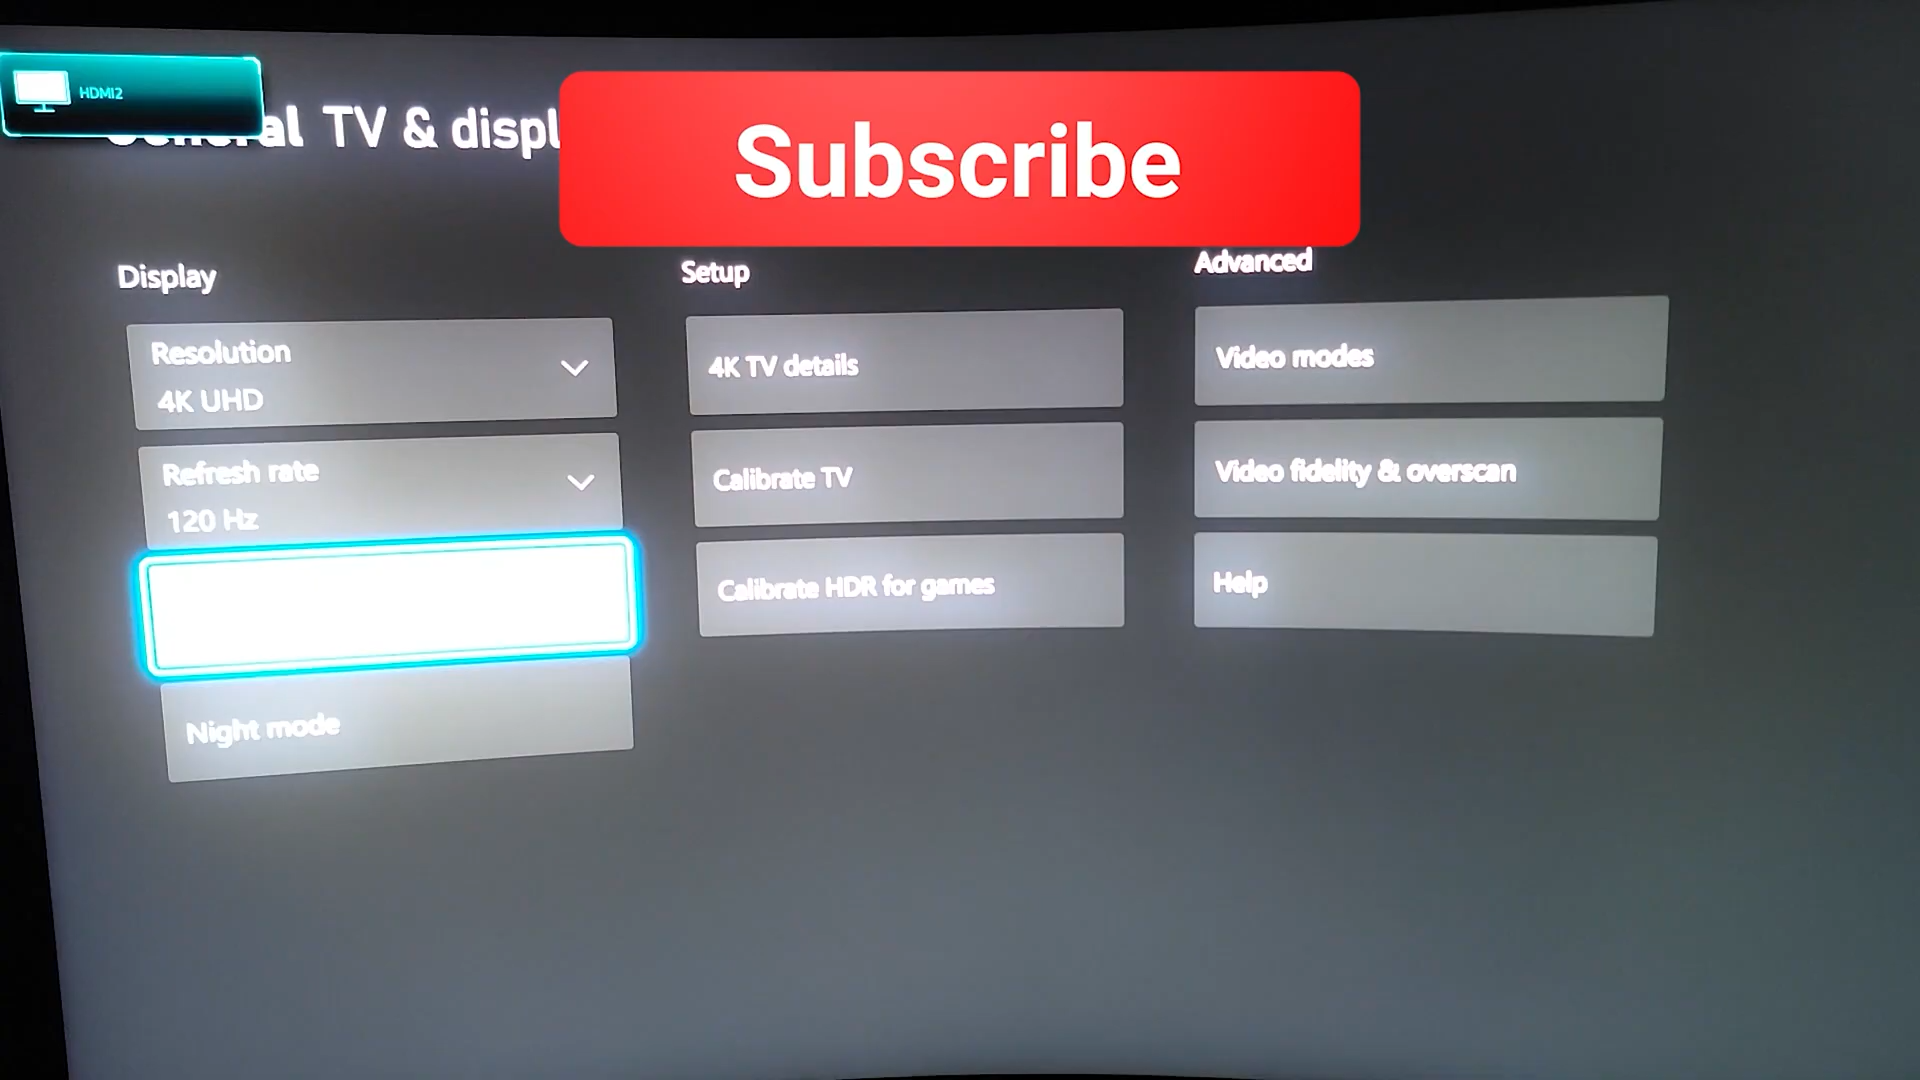 HDMI2
General TV & displ
Subscribe
Display
Resolution
4K UHD
Refresh rate
120 Hz
Night mode
Setup
4K TV details
Calibrate TV
Calibrate HDR for games
Advanced
Video modes
Video fidelity & overscan
Help